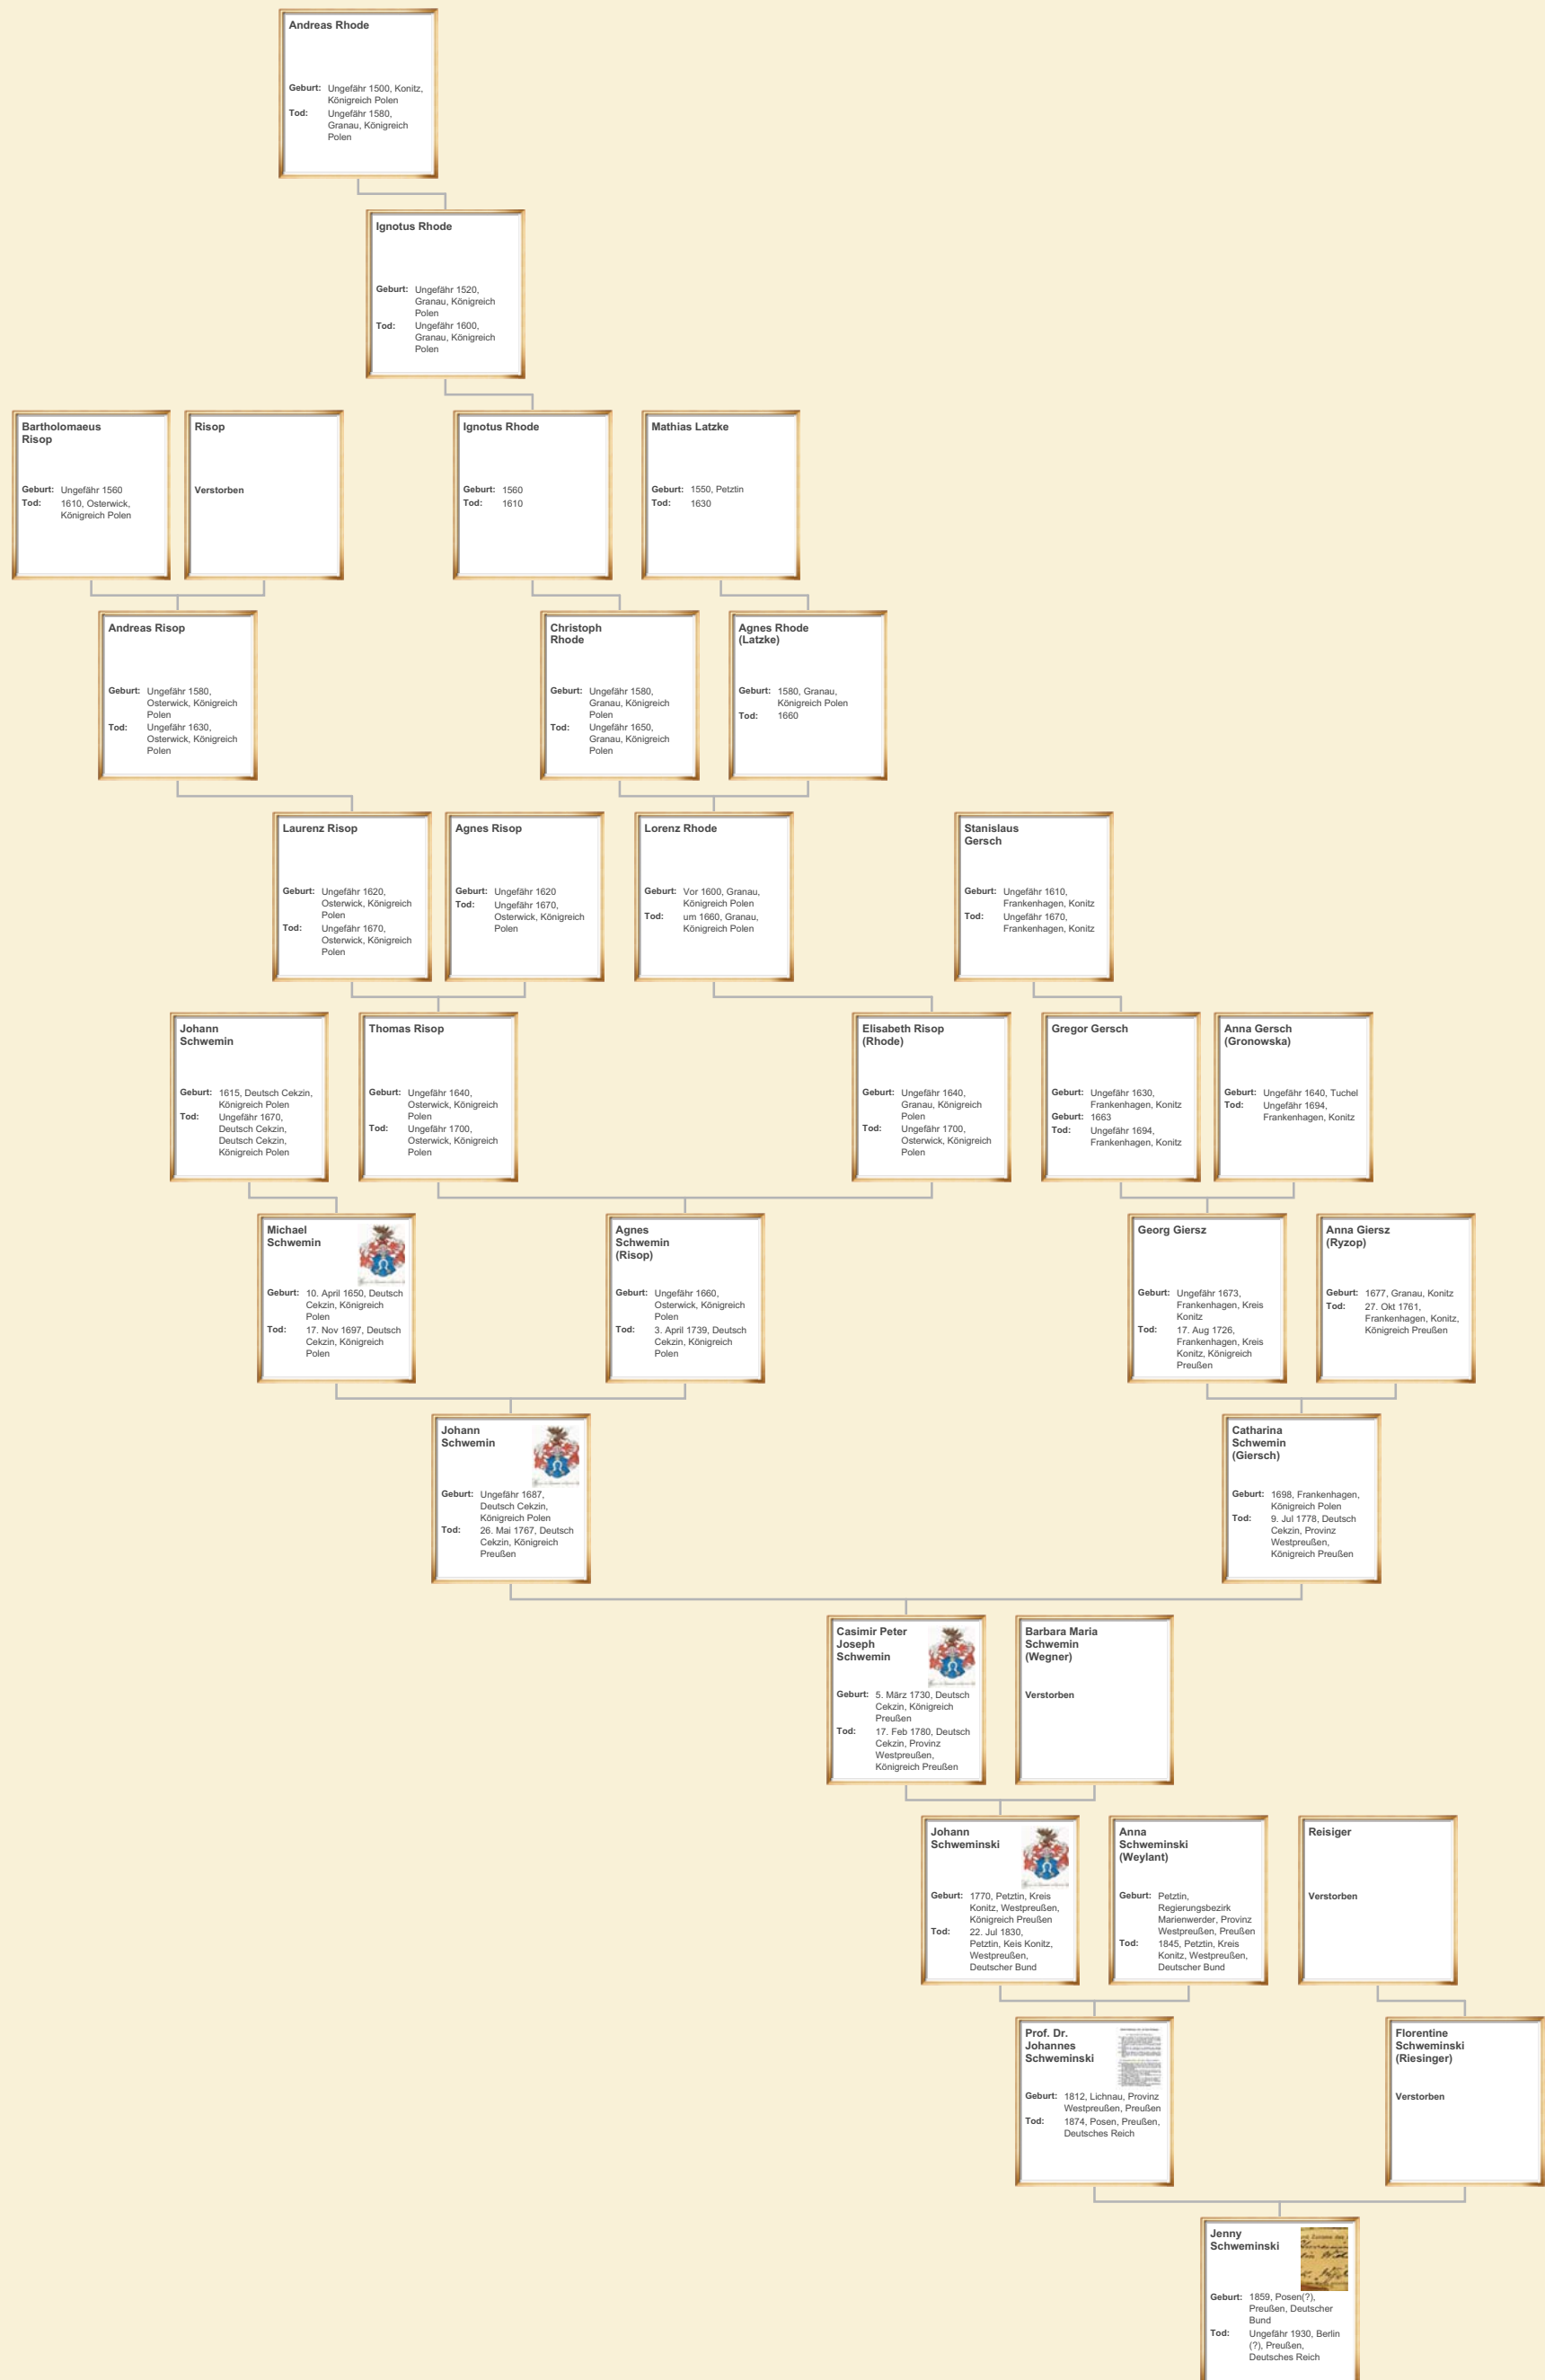 Andreas Rhode
Geburt: Ungefähr 1500, Konitz,
Königreich Polen
Tod: Ungefähr 1580,
Granau, Königreich
Polen
Ignotus Rhode
Geburt: Ungefähr 1520,
Granau, Königreich
Polen
Tod: Ungefähr 1600,
Granau, Königreich
Polen
Bartholomaeus
Risop
Geburt: Ungefähr 1560
Tod: 1610, Osterwick,
Königreich Polen
Risop
Verstorben
Ignotus Rhode
Geburt: 1560
Tod: 1610
Mathias Latzke
Geburt: 1550, Petztin
Tod: 1630
Andreas Risop
Geburt: Ungefähr 1580,
Osterwick, Königreich
Polen
Tod: Ungefähr 1630,
Osterwick, Königreich
Polen
Christoph
Rhode
Geburt: Ungefähr 1580,
Granau, Königreich
Polen
Tod: Ungefähr 1650,
Granau, Königreich
Polen
Agnes Rhode
(Latzke)
Geburt: 1580, Granau,
Königreich Polen
Tod: 1660
Laurenz Risop
Geburt: Ungefähr 1620,
Osterwick, Königreich
Polen
Tod: Ungefähr 1670,
Osterwick, Königreich
Polen
Agnes Risop
Geburt: Ungefähr 1620
Tod: Ungefähr 1670,
Osterwick, Königreich
Polen
Lorenz Rhode
Geburt: Vor 1600, Granau,
Königreich Polen
Tod: um 1660, Granau,
Königreich Polen
Stanislaus
Gersch
Geburt: Ungefähr 1610,
Frankenhagen, Konitz
Tod: Ungefähr 1670,
Frankenhagen, Konitz
Johann
Schwemin
Geburt: 1615, Deutsch Cekzin,
Königreich Polen
Tod: Ungefähr 1670,
Deutsch Cekzin,
Deutsch Cekzin,
Königreich Polen
Thomas Risop
Geburt: Ungefähr 1640,
Osterwick, Königreich
Polen
Tod: Ungefähr 1700,
Osterwick, Königreich
Polen
Elisabeth Risop
(Rhode)
Geburt: Ungefähr 1640,
Granau, Königreich
Polen
Tod: Ungefähr 1700,
Osterwick, Königreich
Polen
Gregor Gersch
Geburt: Ungefähr 1630,
Frankenhagen, Konitz
Geburt: 1663
Tod: Ungefähr 1694,
Frankenhagen, Konitz
Anna Gersch
(Gronowska)
Geburt: Ungefähr 1640, Tuchel
Tod: Ungefähr 1694,
Frankenhagen, Konitz
Michael
Schwemin
Geburt: 10. April 1650, Deutsch
Cekzin, Königreich
Polen
Tod: 17. Nov 1697, Deutsch
Cekzin, Königreich
Polen
Agnes
Schwemin
(Risop)
Geburt: Ungefähr 1660,
Osterwick, Königreich
Polen
Tod: 3. April 1739, Deutsch
Cekzin, Königreich
Polen
Georg Giersz
Geburt: Ungefähr 1673,
Frankenhagen, Kreis
Konitz
Tod: 17. Aug 1726,
Frankenhagen, Kreis
Konitz, Königreich
Preußen
Anna Giersz
(Ryzop)
Geburt: 1677, Granau, Konitz
Tod: 27. Okt 1761,
Frankenhagen, Konitz,
Königreich Preußen
Johann
Schwemin
Geburt: Ungefähr 1687,
Deutsch Cekzin,
Königreich Polen
Tod: 26. Mai 1767, Deutsch
Cekzin, Königreich
Preußen
Catharina
Schwemin
(Giersch)
Geburt: 1698, Frankenhagen,
Königreich Polen
Tod: 9. Jul 1778, Deutsch
Cekzin, Provinz
Westpreußen,
Königreich Preußen
Casimir Peter
Joseph
Schwemin
Geburt: 5. März 1730, Deutsch
Cekzin, Königreich
Preußen
Tod: 17. Feb 1780, Deutsch
Cekzin, Provinz
Westpreußen,
Königreich Preußen
Barbara Maria
Schwemin
(Wegner)
Verstorben
Johann
Schweminski
Geburt: 1770, Petztin, Kreis
Konitz, Westpreußen,
Königreich Preußen
Tod: 22. Jul 1830,
Petztin, Keis Konitz,
Westpreußen,
Deutscher Bund
Anna
Schweminski
(Weylant)
Geburt: Petztin,
Regierungsbezirk
Marienwerder, Provinz
Westpreußen, Preußen
Tod: 1845, Petztin, Kreis
Konitz, Westpreußen,
Deutscher Bund
Reisiger
Verstorben
Prof. Dr.
Johannes
Schweminski
Geburt: 1812, Lichnau, Provinz
Westpreußen, Preußen
Tod: 1874, Posen, Preußen,
Deutsches Reich
Florentine
Schweminski
(Riesinger)
Verstorben
Jenny
Schweminski
Geburt: 1859, Posen(?),
Preußen, Deutscher
Bund
Tod: Ungefähr 1930, Berlin
(?), Preußen,
Deutsches Reich